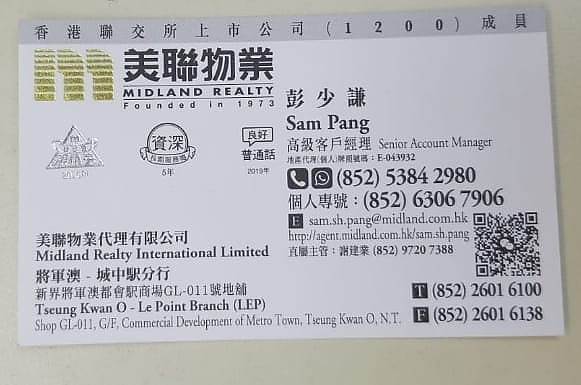 香港聯交所上市公司(1200)成員
美聯物業
MIDLAND REALTY
Founded in 1973
彭少謙
Sam Pang
高級客戶經理 Senior Account Manager
地產代理(個人)牌照號碼：E-043932
(852) 5384 2980
個人專號：(852) 6306 7906
E sam.sh.pang@midland.com.hk
http://agent.midland.com.hk/sam.sh.pang
直屬主管：謝建業 (852) 9720 7388
資深
5年
良好
普通話
2019年
美聯物業代理有限公司
Midland Realty International Limited
將軍澳 - 城中駅分行
新界將軍澳都會駅商場GL-011號地舖
Tseung Kwan O - Le Point Branch (LEP)
Shop GL-011, G/F, Commercial Development of Metro Town, Tseung Kwan O, N.T.
T (852) 2601 6100
F (852) 2601 6138